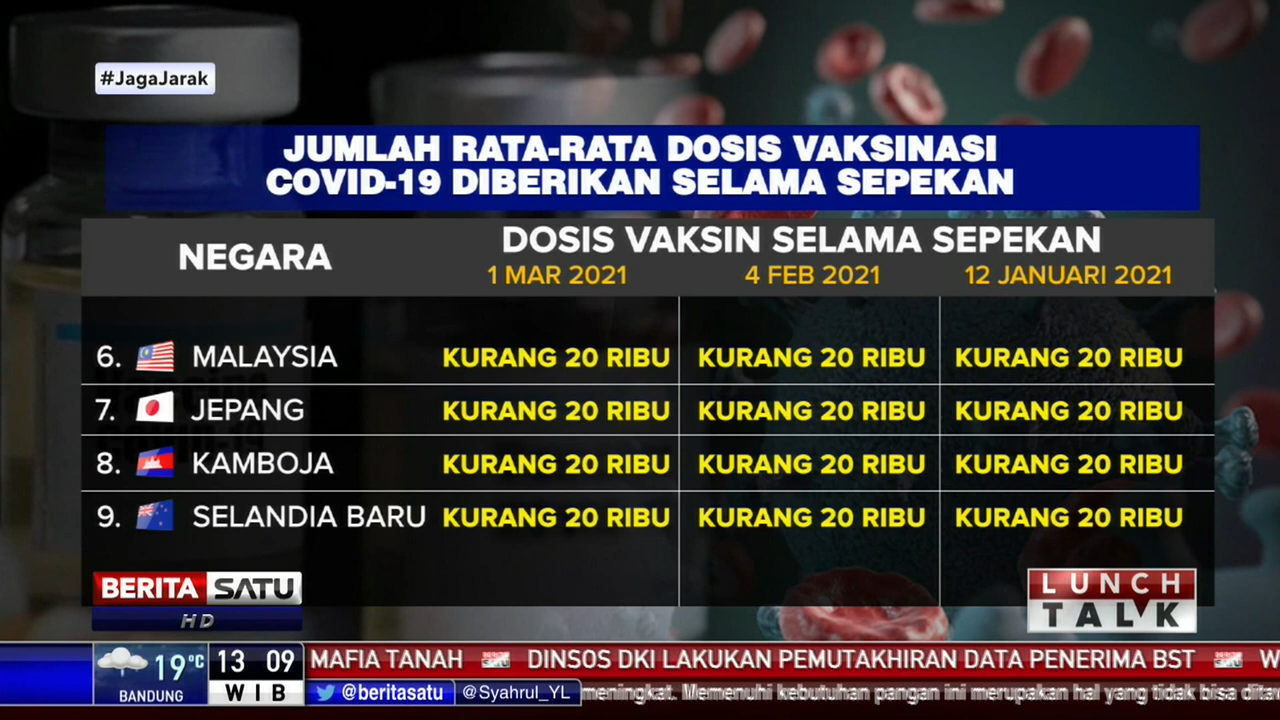 #JagaJarak
JUMLAH RATA-RATA DOSIS VAKSINASI
COVID-19 DIBERIKAN SELAMA SEPEKAN
NEGARA
DOSIS VAKSIN SELAMA SEPEKAN
1 MAR 2021 4 FEB 2021 12 JANUARI 2021
6. MALAYSIA KURANG 20 RIBU KURANG 20 RIBU KURANG 20 RIBU
7. JEPANG KURANG 20 RIBU KURANG 20 RIBU KURANG 20 RIBU
8. KAMBOJA KURANG 20 RIBU KURANG 20 RIBU KURANG 20 RIBU
9. SELANDIA BARU KURANG 20 RIBU KURANG 20 RIBU KURANG 20 RIBU
BERITA SATU
HD
LUNCH
TALK
19°C
BANDUNG
13 09
WIB
MAFIA TANAH BERITA SATU DINSOS DKI LAKUKAN PEMUTAKHIRAN DATA PENERIMA BST BERITA SATU W
@beritasatu @Syahrul_YL meningkat. Memenuhi kebutuhan pangan ini merupakan hal yang tidak bisa